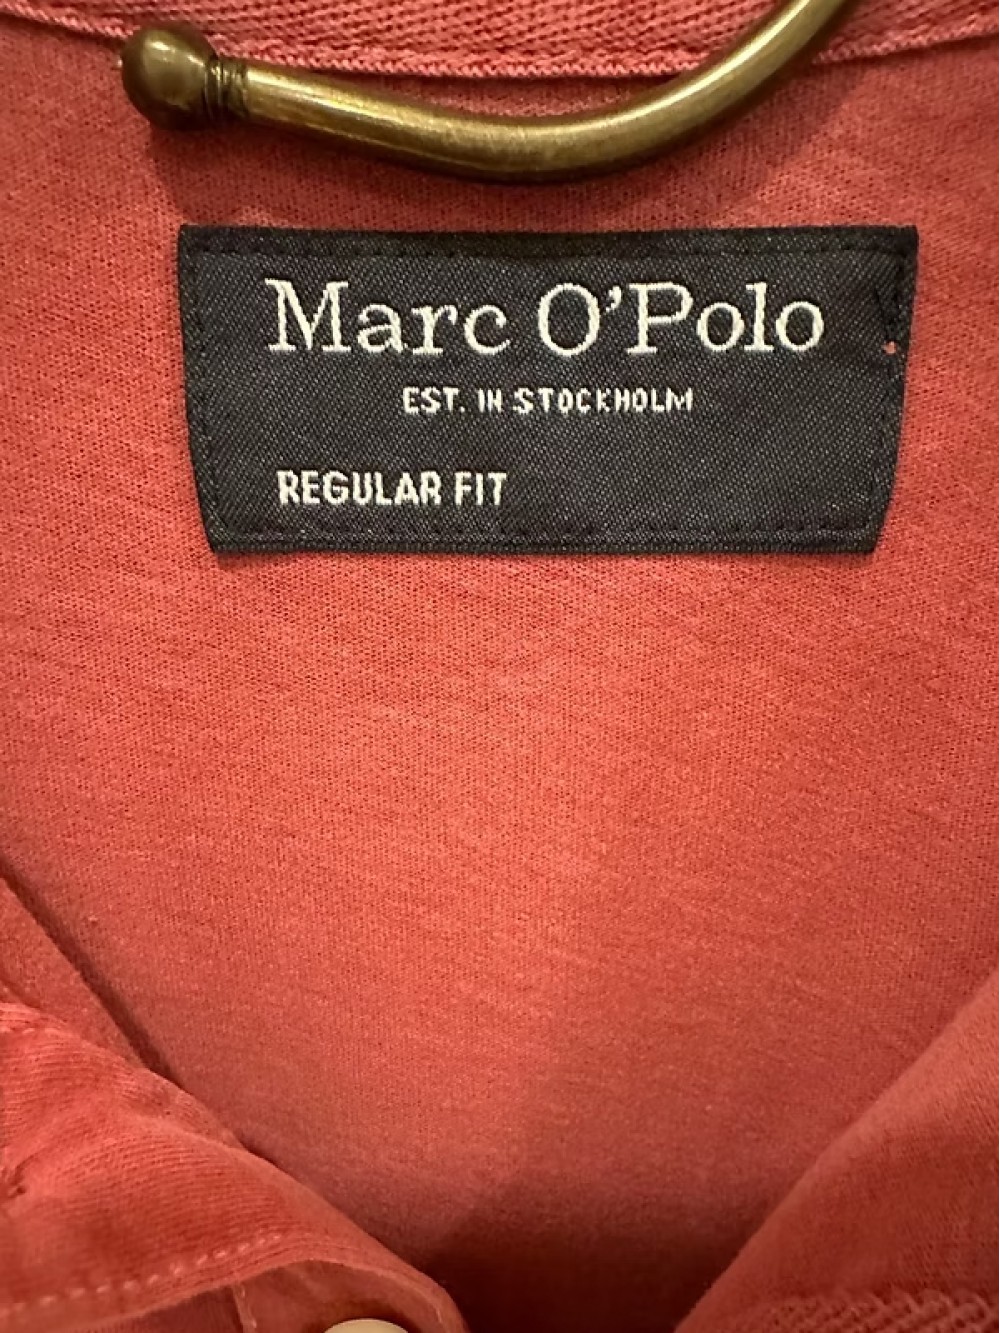 Marc O'Polo
EST. IN STOCKHOLM
REGULAR FIT